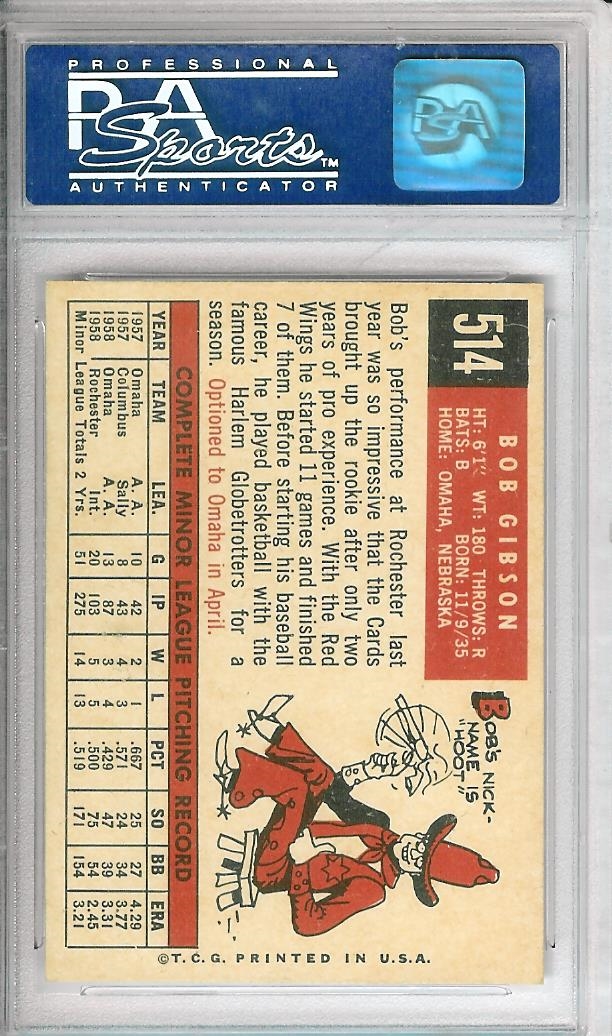 PROFESSIONAL
PSA
Sports™
AUTHENTICATOR
PSA
514
BOB GIBSON
HT: 6'1" WT: 180 THROWS: R
BATS: B BORN: 11/9/35
HOME: OMAHA, NEBRASKA
Bob's performance at Rochester last
year was so impressive that the Cards
brought up the rookie after only two
years of pro experience. With the Red
Wings he started 11 games and finished
7 of them. Before starting his baseball
career, he played basketball with the
famous Harlem Globetrotters for a
season. Optioned to Omaha in April.
BOB'S NICK-
NAME IS
"HOOT"
COMPLETE MINOR LEAGUE PITCHING RECORD
YEAR TEAM LEA G IP W L PCT SO BB ERA
1957 Omaha A. A. 10 42 2 1 .667 25 27 4.29
1957 Columbus Sally 8 43 4 3 .571 24 34 3.77
1958 Omaha A. A. 13 87 3 4 .429 47 39 3.31
1958 Rochester Int. 20 103 5 5 .500 75 54 2.45
Minor League Totals 2 Yrs. 51 275 14 13 .519 171 154 3.21
©T.C.G. PRINTED IN U.S.A.